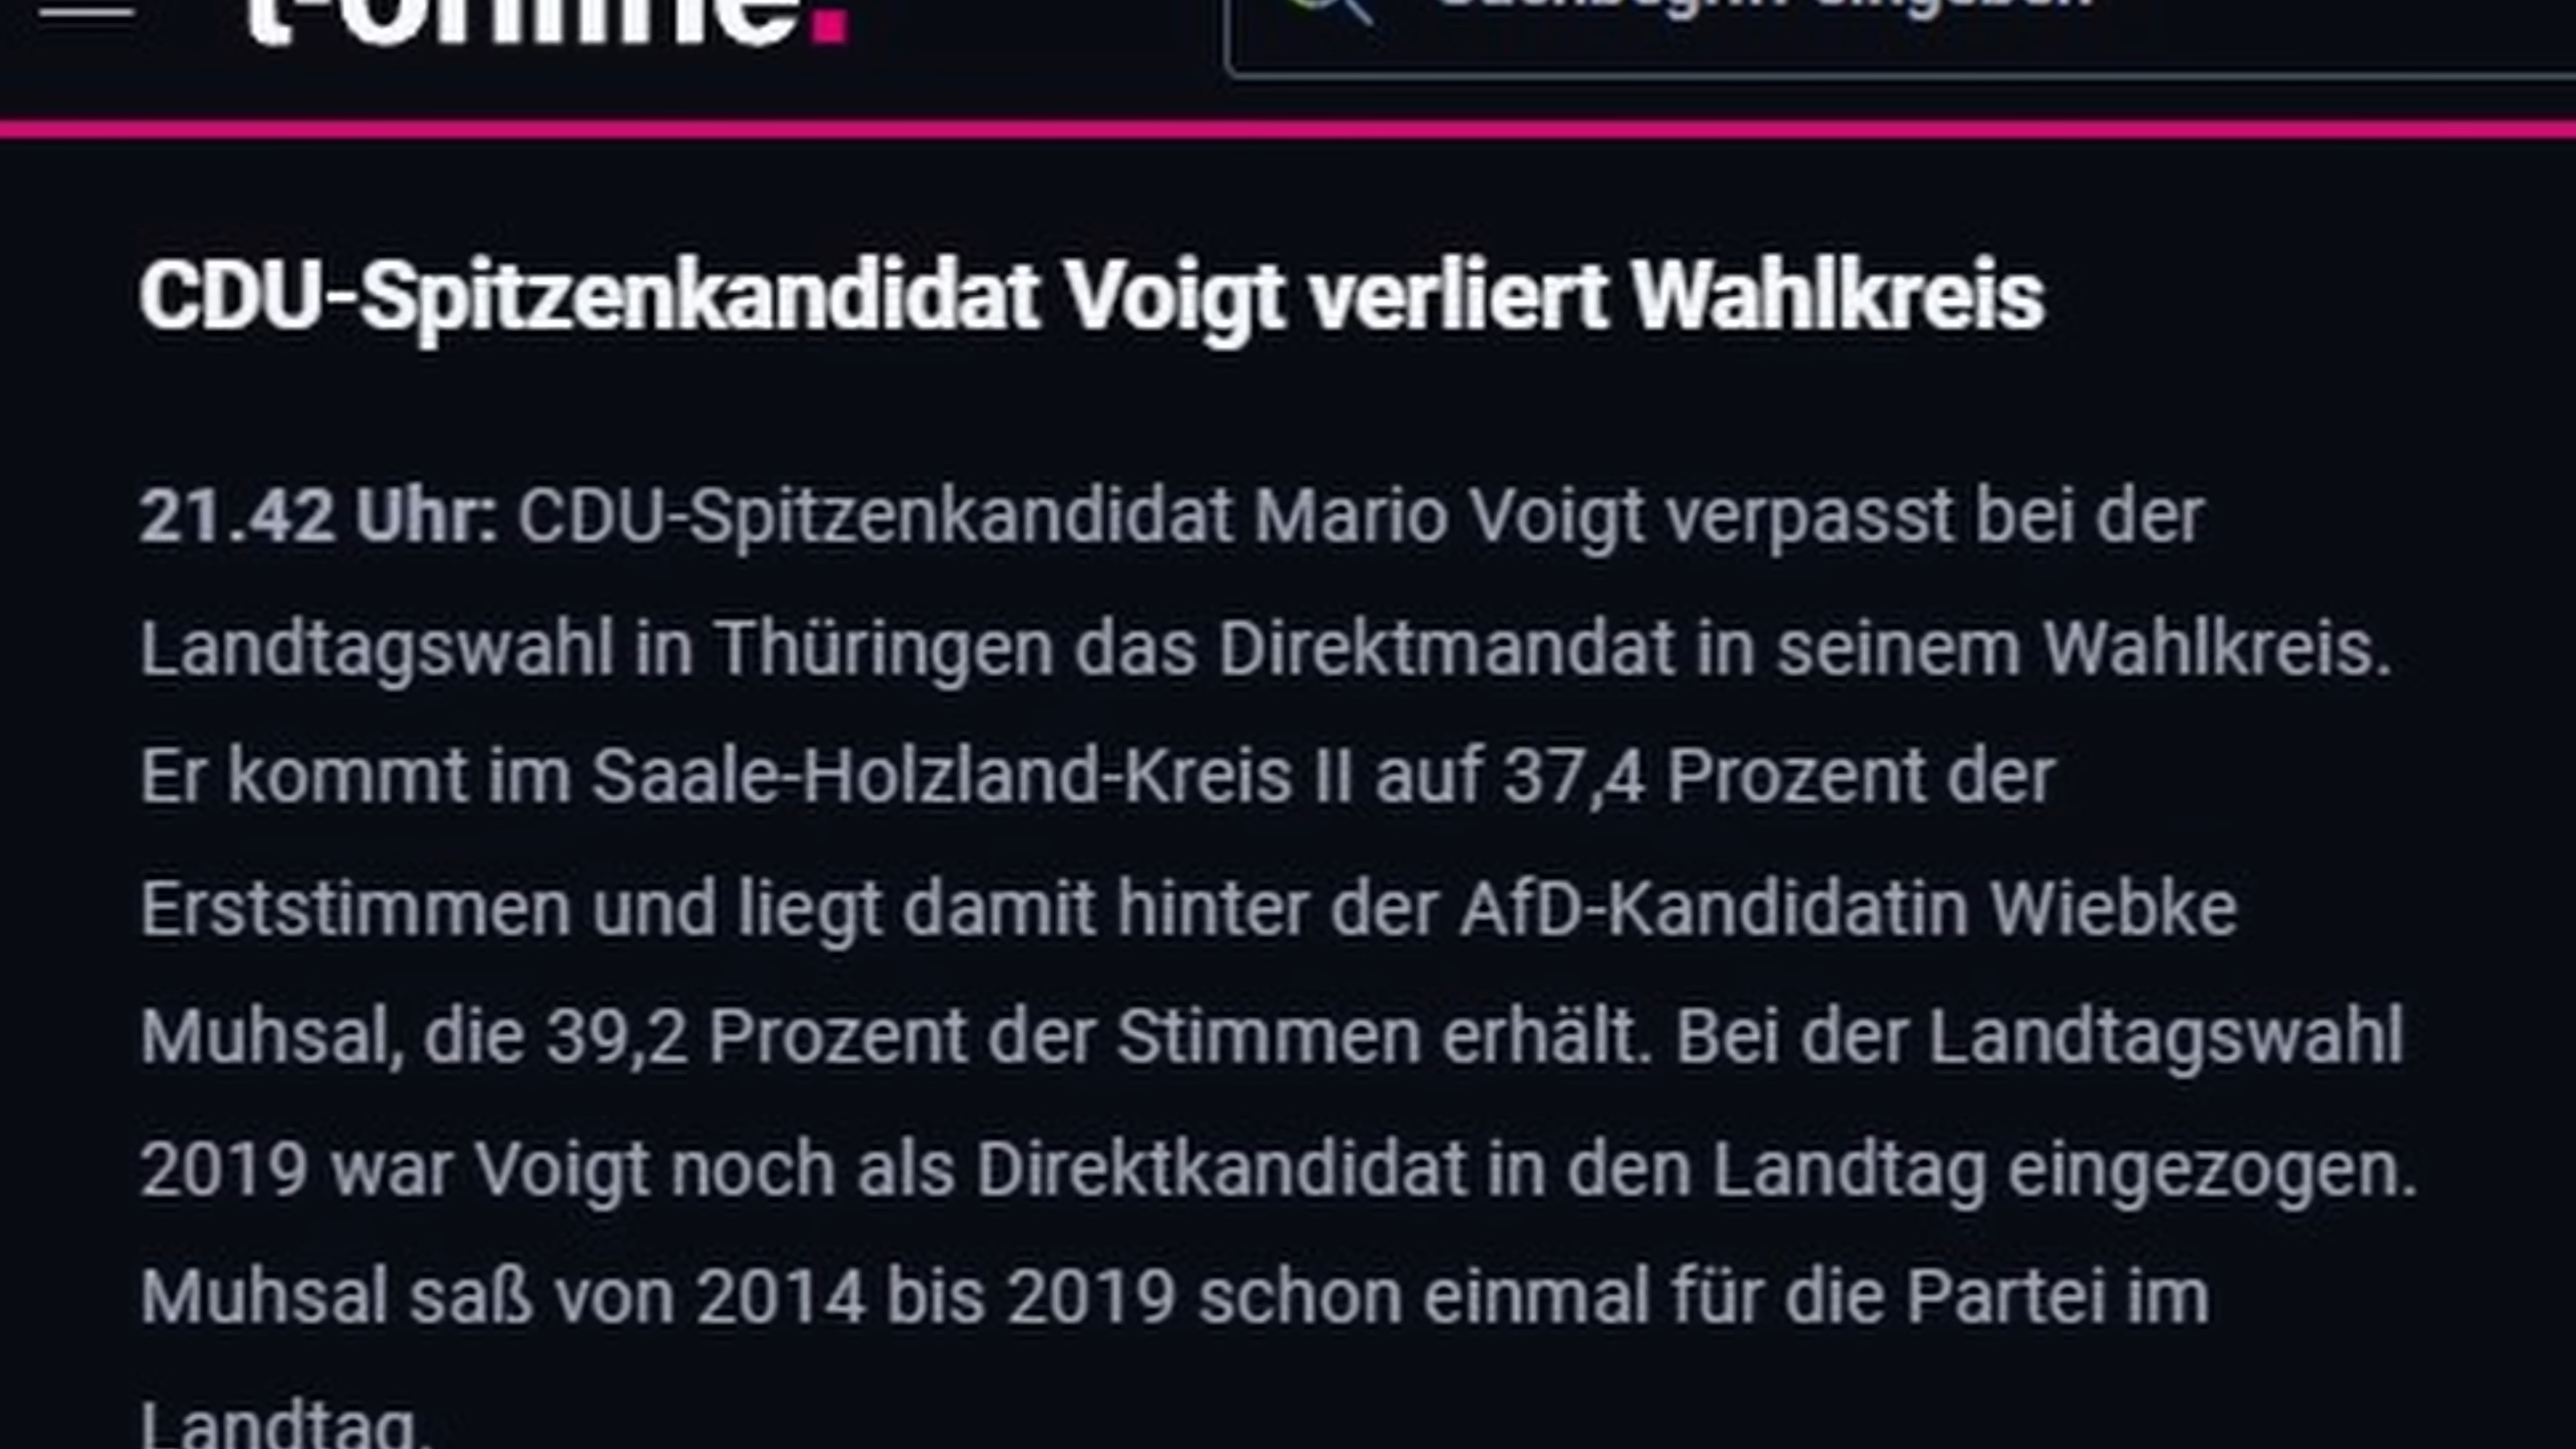 t-online.
Suchbegriff eingeben
CDU-Spitzenkandidat Voigt verliert Wahlkreis
21.42 Uhr: CDU-Spitzenkandidat Mario Voigt verpasst bei der
Landtagswahl in Thüringen das Direktmandat in seinem Wahlkreis.
Er kommt im Saale-Holzland-Kreis II auf 37,4 Prozent der
Erststimmen und liegt damit hinter der AfD-Kandidatin Wiebke
Muhsal, die 39,2 Prozent der Stimmen erhält. Bei der Landtagswahl
2019 war Voigt noch als Direktkandidat in den Landtag eingezogen.
Muhsal saß von 2014 bis 2019 schon einmal für die Partei im
Landtag.